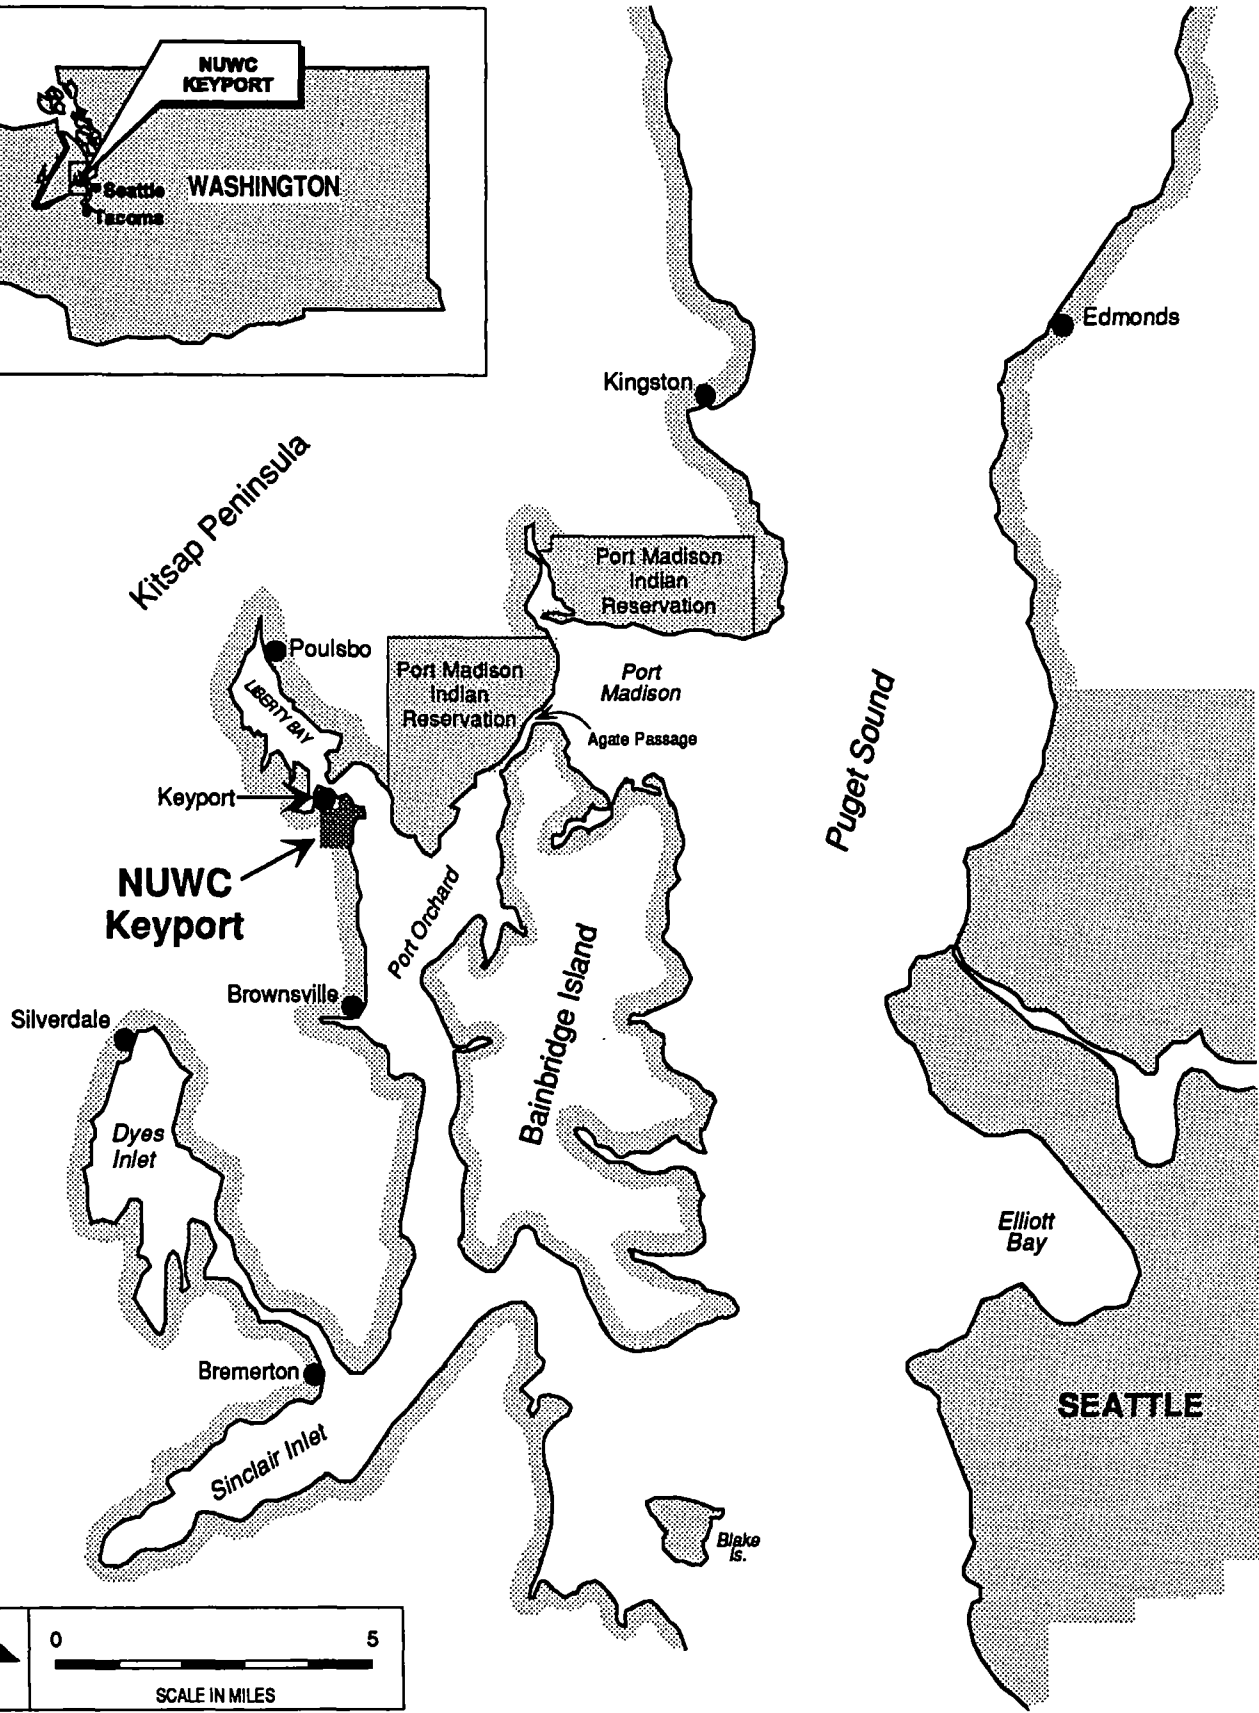 NUWC
KEYPORT
Seattle
WASHINGTON
Tacoma
Edmonds
Kingston
Kitsap Peninsula
Port Madison
Indian
Reservation
Poulsbo
Port Madison
Indian
Reservation
Port
Madison
LIBERTY BAY
Agate Passage
Puget Sound
Keyport
NUWC
Keyport
Port Orchard
Bainbridge Island
Brownsville
Silverdale
Dyes
Inlet
Elliott
Bay
Bremerton
SEATTLE
Sinclair Inlet
Blake
Is.
0 5
SCALE IN MILES